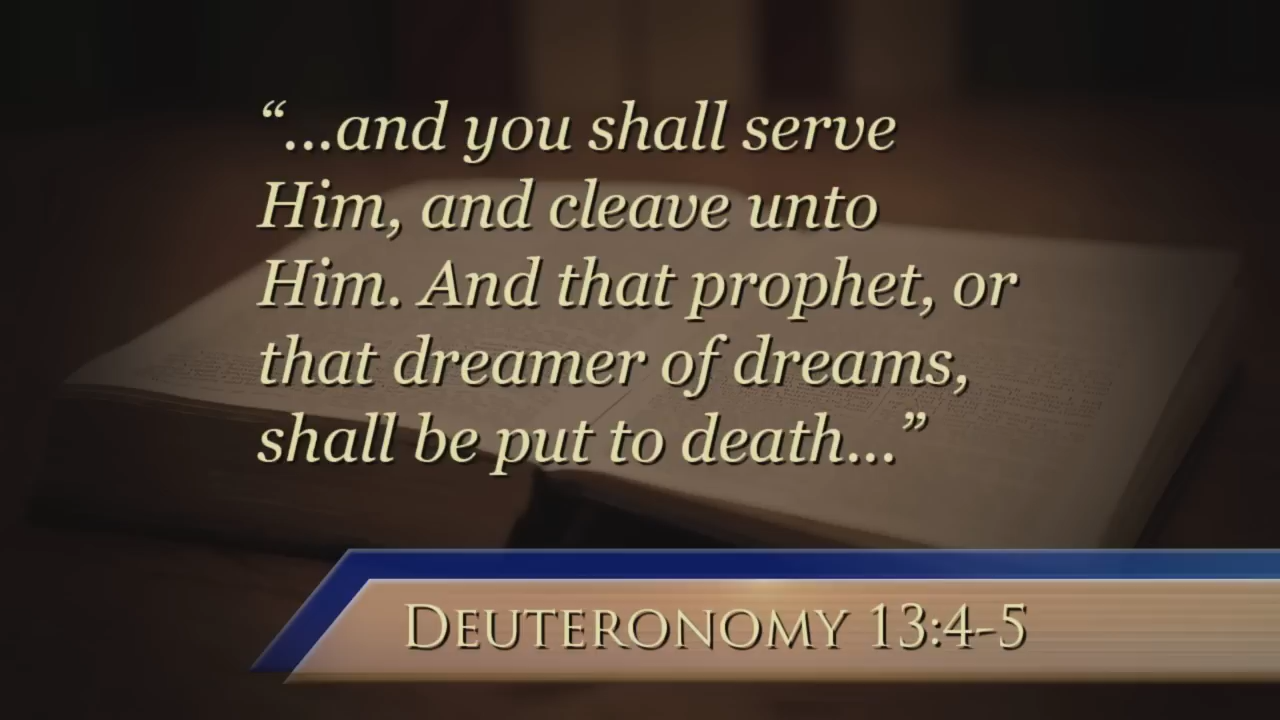 “...and you shall serve
Him, and cleave unto
Him. And that prophet, or
that dreamer of dreams,
shall be put to death...”
DEUTERONOMY 13:4-5